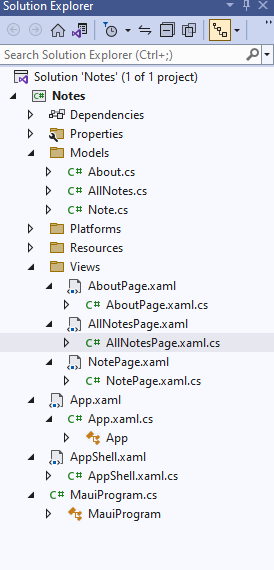 Solution Explorer
Search Solution Explorer (Ctrl+;)
Solution 'Notes' (1 of 1 project)
C# Notes
Dependencies
Properties
Models
C# About.cs
C# AllNotes.cs
C# Note.cs
Platforms
Resources
Views
AboutPage.xaml
C# AboutPage.xaml.cs
AllNotesPage.xaml
C# AllNotesPage.xaml.cs
NotePage.xaml
C# NotePage.xaml.cs
App.xaml
C# App.xaml.cs
App
AppShell.xaml
C# AppShell.xaml.cs
C# MauiProgram.cs
MauiProgram